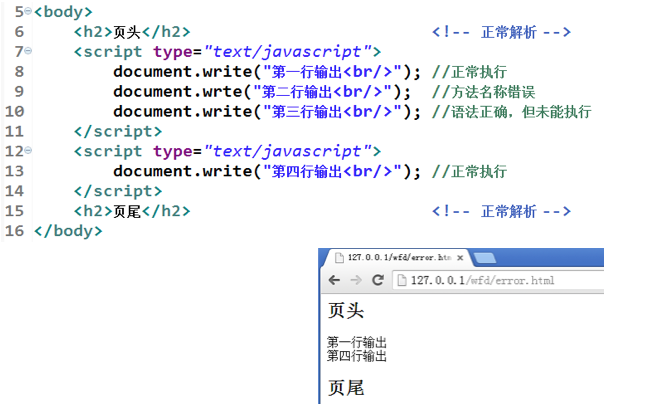 5 <body>
6 <h2>页头</h2> <!-- 正常解析 -->
7 <script type="text/javascript">
8 document.write("第一行输出<br/>"); //正常执行
9 document.wrte("第二行输出<br/>"); //方法名称错误
10 document.write("第三行输出<br/>"); //语法正确，但未能执行
11 </script>
12 <script type="text/javascript">
13 document.write("第四行输出<br/>"); //正常执行
14 </script>
15 <h2>页尾</h2> <!-- 正常解析 -->
16 </body>
127.0.0.1/wfd/error.htm
127.0.0.1/wfd/error.html
页头
第一行输出
第四行输出
页尾